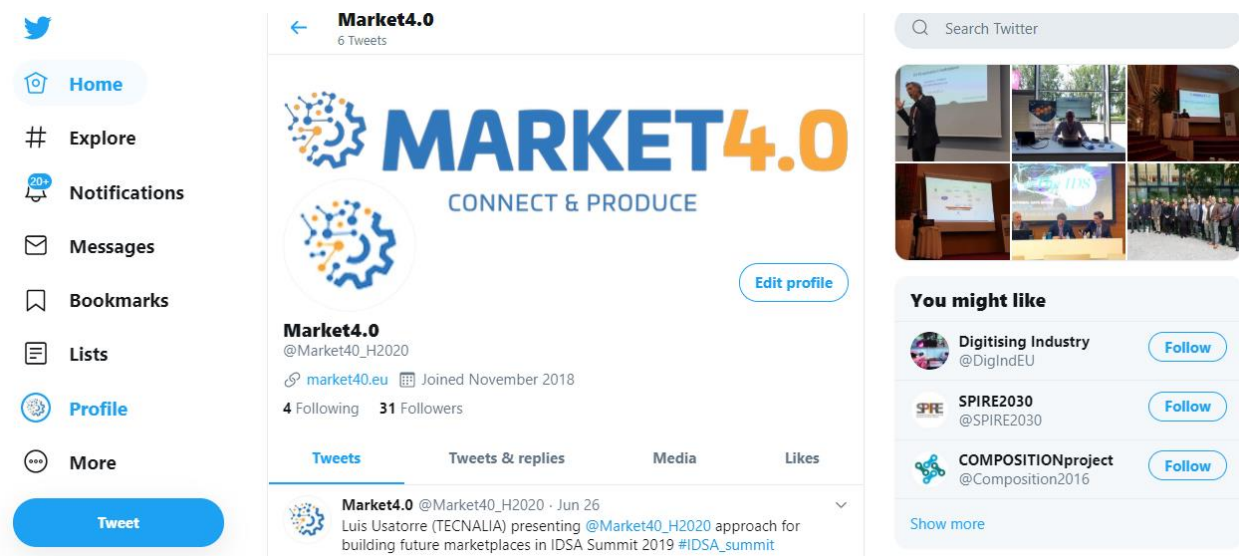 Home
Explore
20+
Notifications
Messages
Bookmarks
Lists
Profile
More
Tweet
Market4.0
6 Tweets
MARKET4.0
CONNECT & PRODUCE
Edit profile
Market4.0
@Market40_H2020
market40.eu Joined November 2018
4 Following 31 Followers
Tweets Tweets & replies Media Likes
Market4.0 @Market40_H2020 · Jun 26
Luis Usatorre (TECNALIA) presenting @Market40_H2020 approach for
building future marketplaces in IDSA Summit 2019 #IDSA_summit
Search Twitter
You might like
Digitising Industry
@DigIndEU
Follow
SPIRE2030
@SPIRE2030
Follow
COMPOSITIONproject
@Composition2016
Follow
Show more